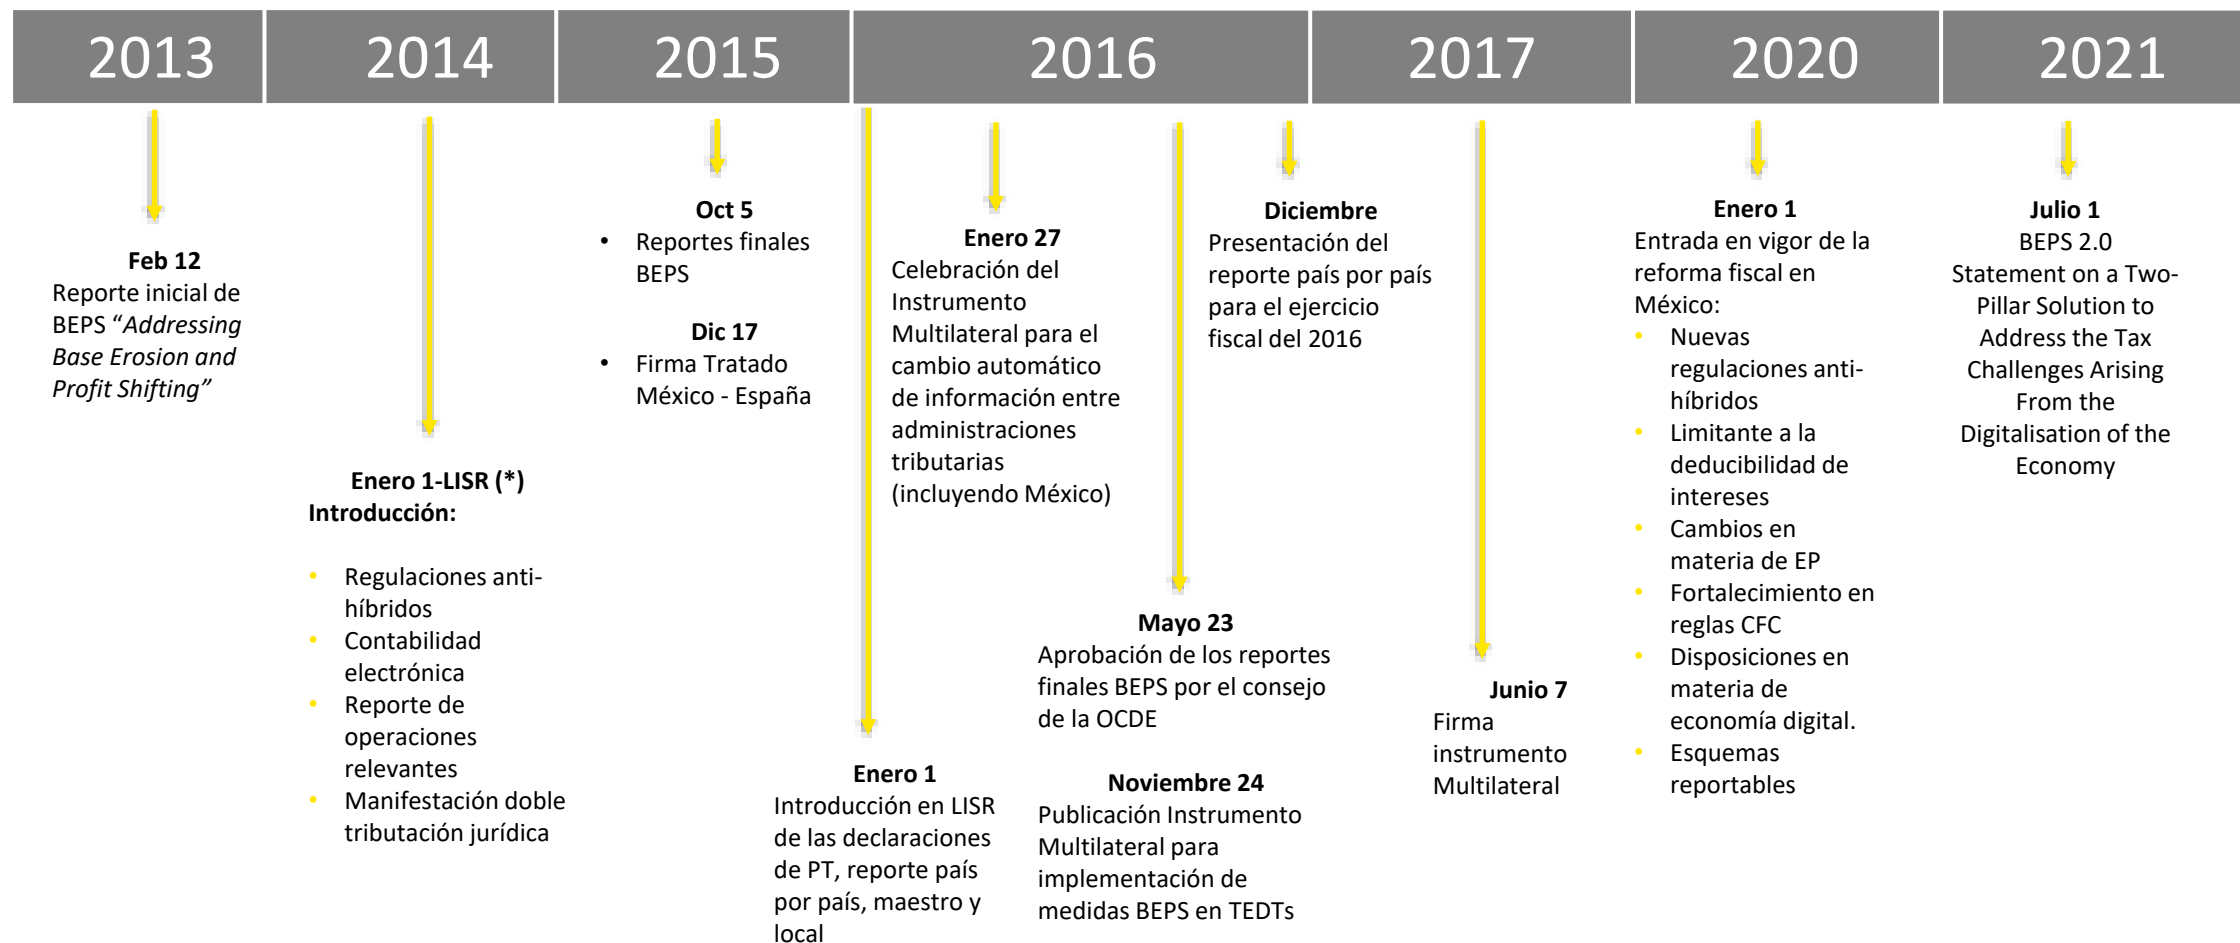 2013
2014
2015
2016
2017
2020
2021
Feb 12
Reporte inicial de
BEPS “Addressing
Base Erosion and
Profit Shifting”
Enero 1-LISR (*)
Introducción:
• Regulaciones anti-
híbridos
• Contabilidad
electrónica
• Reporte de
operaciones
relevantes
• Manifestación doble
tributación jurídica
Oct 5
• Reportes finales
BEPS
Dic 17
• Firma Tratado
México - España
Enero 1
Introducción en LISR
de las declaraciones
de PT, reporte país
por país, maestro y
local
Enero 27
Celebración del
Instrumento
Multilateral para el
cambio automático
de información entre
administraciones
tributarias
(incluyendo México)
Mayo 23
Aprobación de los reportes
finales BEPS por el consejo
de la OCDE
Noviembre 24
Publicación Instrumento
Multilateral para
implementación de
medidas BEPS en TEDTs
Diciembre
Presentación del
reporte país por país
para el ejercicio
fiscal del 2016
Junio 7
Firma
instrumento
Multilateral
Enero 1
Entrada en vigor de la
reforma fiscal en
México:
• Nuevas
regulaciones anti-
híbridos
• Limitante a la
deducibilidad de
intereses
• Cambios en
materia de EP
• Fortalecimiento en
reglas CFC
• Disposiciones en
materia de
economía digital.
• Esquemas
reportables
Julio 1
BEPS 2.0
Statement on a Two-
Pillar Solution to
Address the Tax
Challenges Arising
From the
Digitalisation of the
Economy